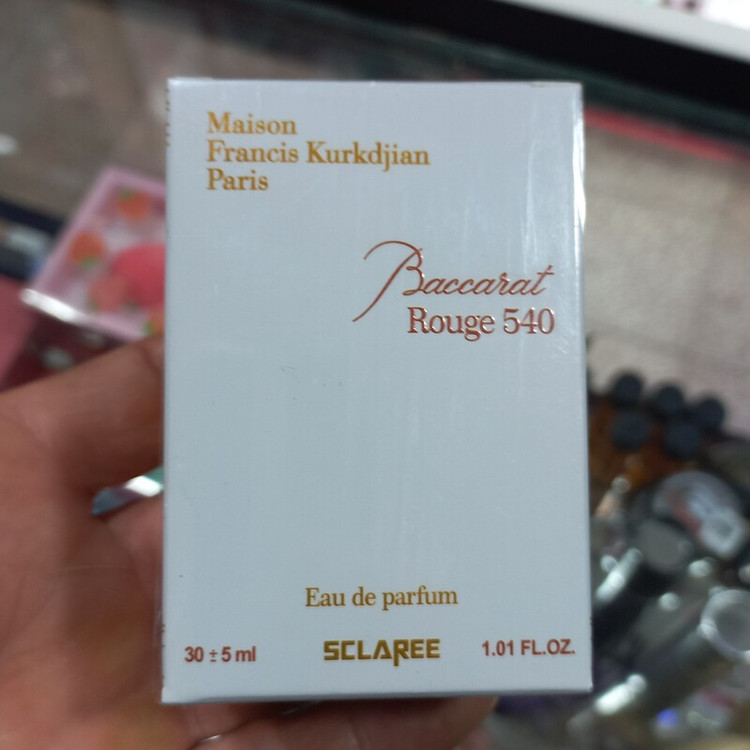 Maison
Francis Kurkdjian
Paris
Baccarat
Rouge 540
Eau de parfum
30 ± 5 ml
SCLAREE
1.01 FL.OZ.